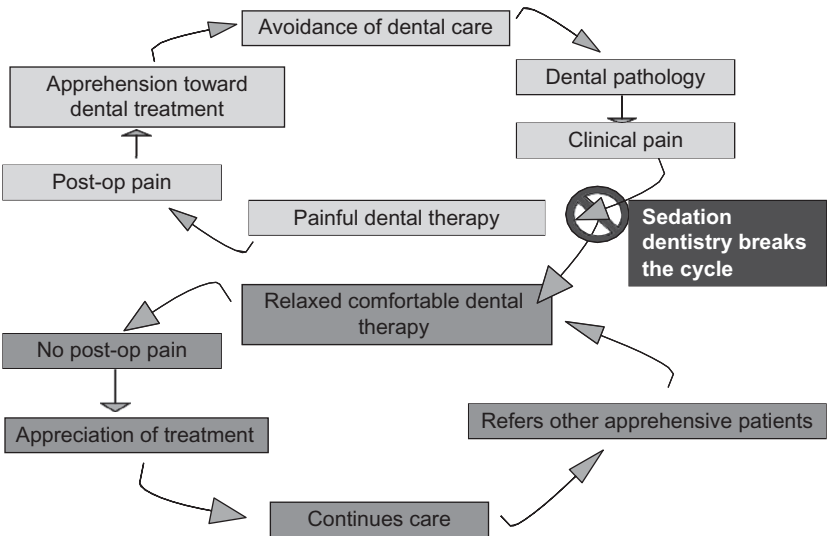 Avoidance of dental care
Apprehension toward
dental treatment
Dental pathology
Clinical pain
Post-op pain
Painful dental therapy
Sedation
dentistry breaks
the cycle
Relaxed comfortable dental
therapy
No post-op pain
Appreciation of treatment
Refers other apprehensive patients
Continues care